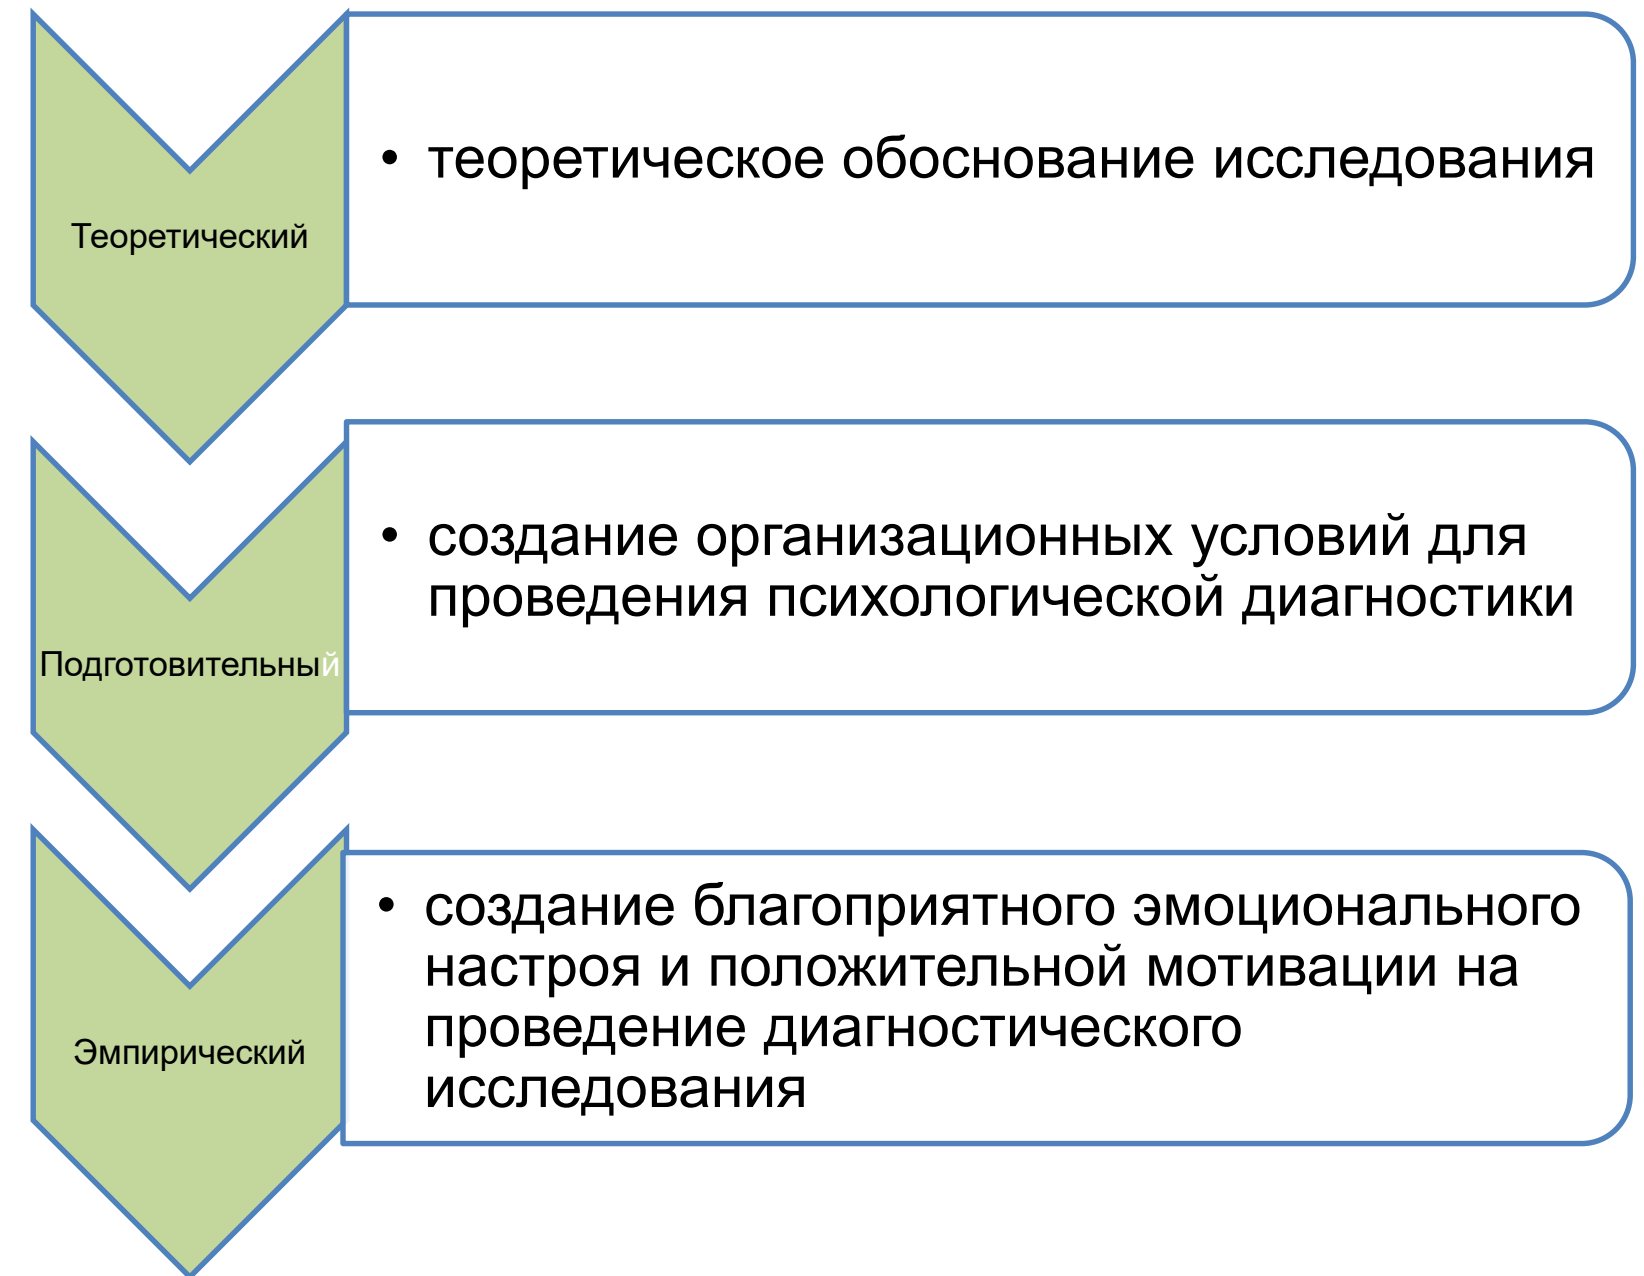 Теоретический
• теоретическое обоснование исследования
Подготовительный
• создание организационных условий для
проведения психологической диагностики
Эмпирический
• создание благоприятного эмоционального
настроя и положительной мотивации на
проведение диагностического
исследования